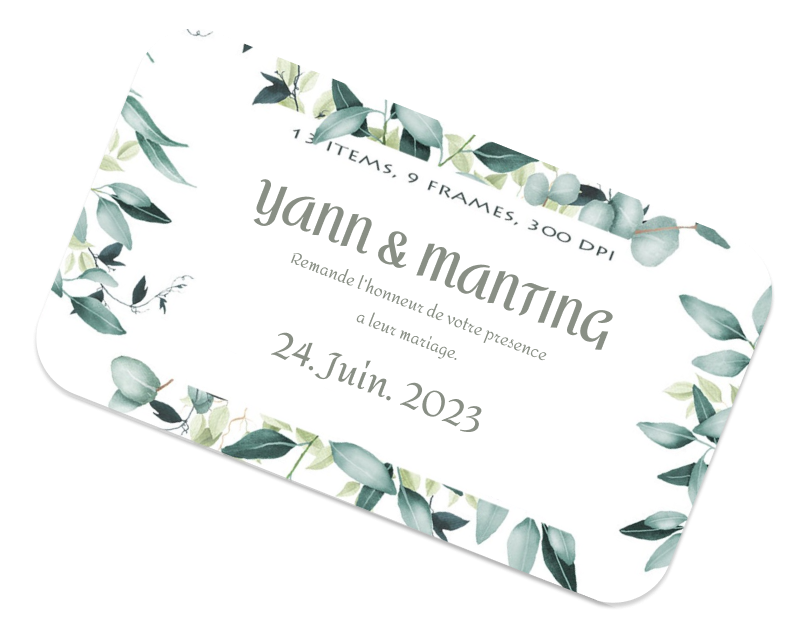 13 ITEMS, 9 FRAMES, 300 DPI
Yann & Manting
Remande l'honneur de votre presence
a leur mariage.
24. Juin. 2023